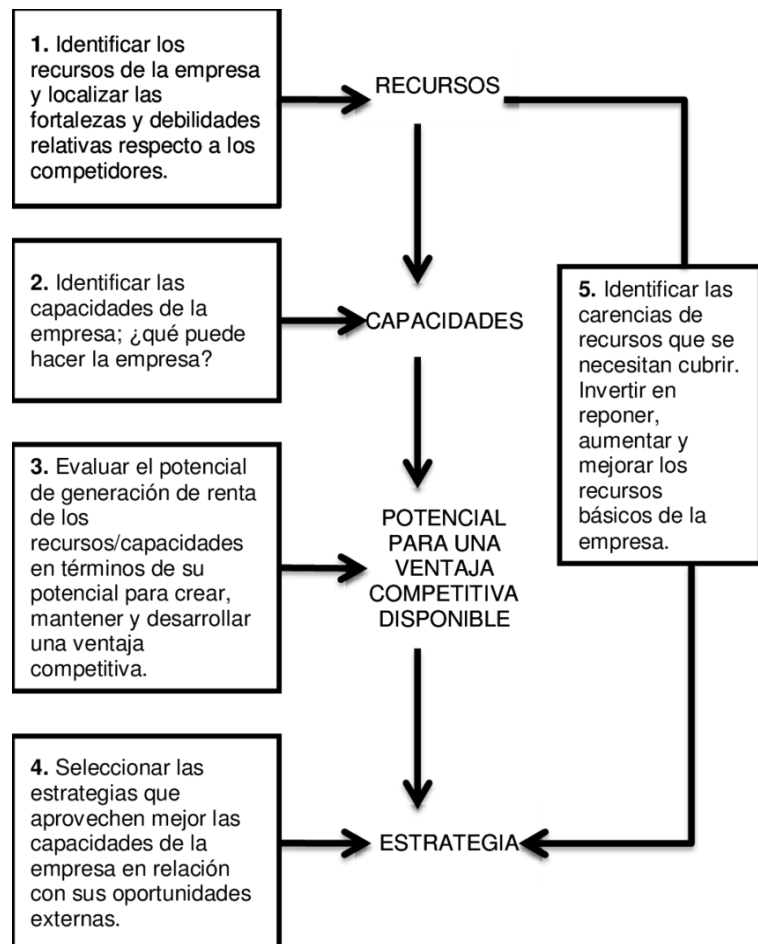 1. Identificar los
recursos de la empresa
y localizar las
fortalezas y debilidades
relativas respecto a los
competidores.
RECURSOS
2. Identificar las
capacidades de la
empresa; ¿qué puede
hacer la empresa?
CAPACIDADES
5. Identificar las
carencias de
recursos que se
necesitan cubrir.
Invertir en
reponer,
aumentar y
mejorar los
recursos
básicos de la
empresa.
3. Evaluar el potencial
de generación de renta
de los
recursos/capacidades
en términos de su
potencial para crear,
mantener y desarrollar
una ventaja
competitiva.
POTENCIAL
PARA UNA
VENTAJA
COMPETITIVA
DISPONIBLE
4. Seleccionar las
estrategias que
aprovechen mejor las
capacidades de la
empresa en relación
con sus oportunidades
externas.
ESTRATEGIA